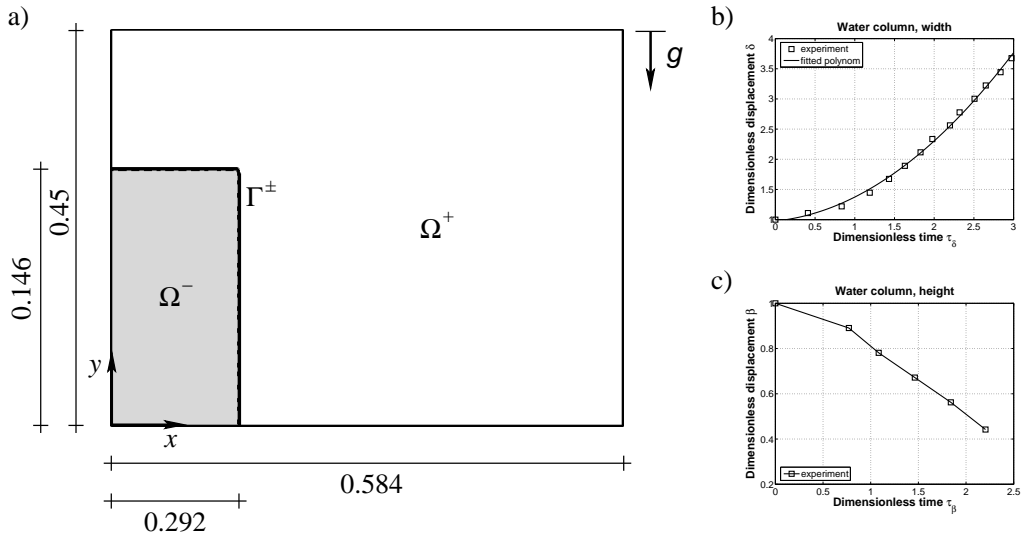 a)
g
0.45
0.146
Γ±
Ω+
Ω−
y
x
0.584
0.292
b)
Water column, width
Dimensionless displacement δ
4
3.5
3
2.5
2
1.5
1
experiment
fitted polynom
0 0.5 1 1.5 2 2.5 3
Dimensionless time τδ
c)
Water column, height
Dimensionless displacement β
1
0.8
0.6
0.4
0.2
experiment
0 0.5 1 1.5 2 2.5
Dimensionless time τβ